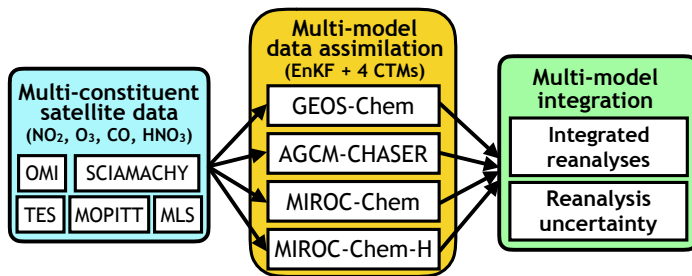 Multi-constituent
satellite data
(NO₂, O₃, CO, HNO₃)
OMI
SCIAMACHY
TES
MOPITT
MLS
Multi-model
data assimilation
(EnKF + 4 CTMs)
GEOS-Chem
AGCM-CHASER
MIROC-Chem
MIROC-Chem-H
Multi-model
integration
Integrated
reanalyses
Reanalysis
uncertainty